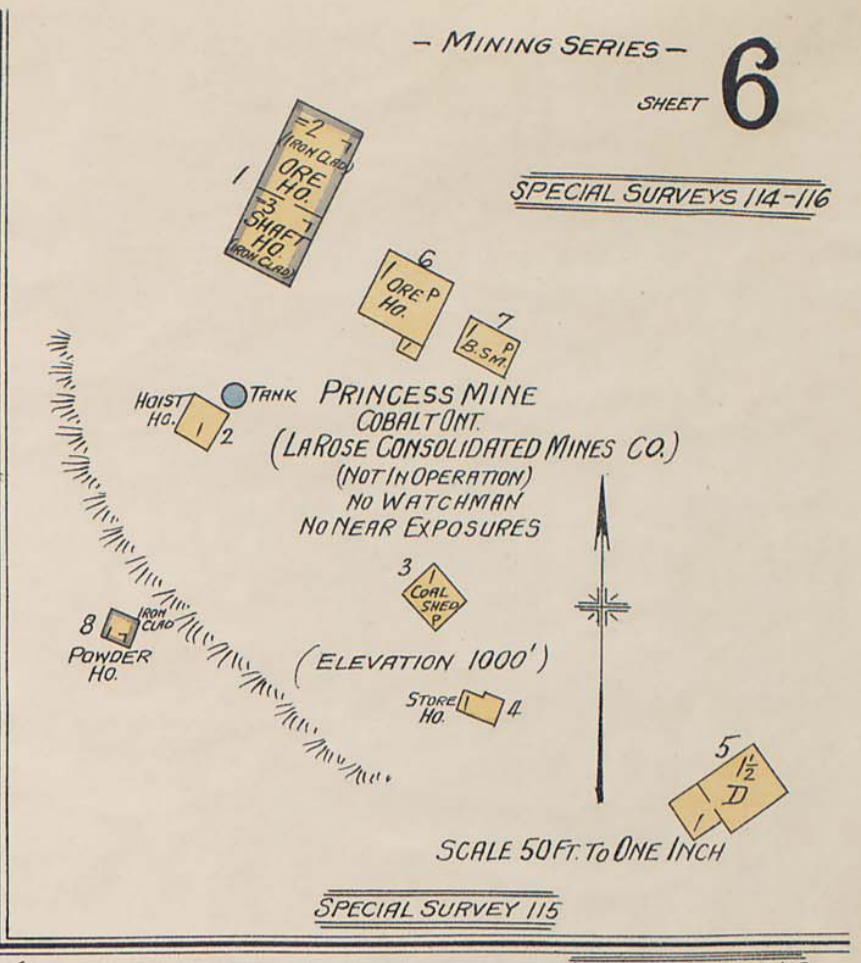 - MINING SERIES -
SHEET 6
SPECIAL SURVEYS 114-116
1
=2 ⅂
(IRON CLAD)
ORE
HO.
=3 ⅂
SHAFT
HO.
(IRON CLAD)
6
1 ORE P
HO.
1
7
1 P
B.SM.
HOIST
HO.
1 2
TANK
PRINCESS MINE
COBALT ONT.
(LAROSE CONSOLIDATED MINES CO.)
(NOT IN OPERATION)
NO WATCHMAN
NO NEAR EXPOSURES
3
1
COAL
SHED
P
8
IRON
CLAD
1 ⅂
POWDER
HO.
(ELEVATION 1000')
STORE
HO.
1 4
5
1½
D
1
SCALE 50 FT. TO ONE INCH
SPECIAL SURVEY 115